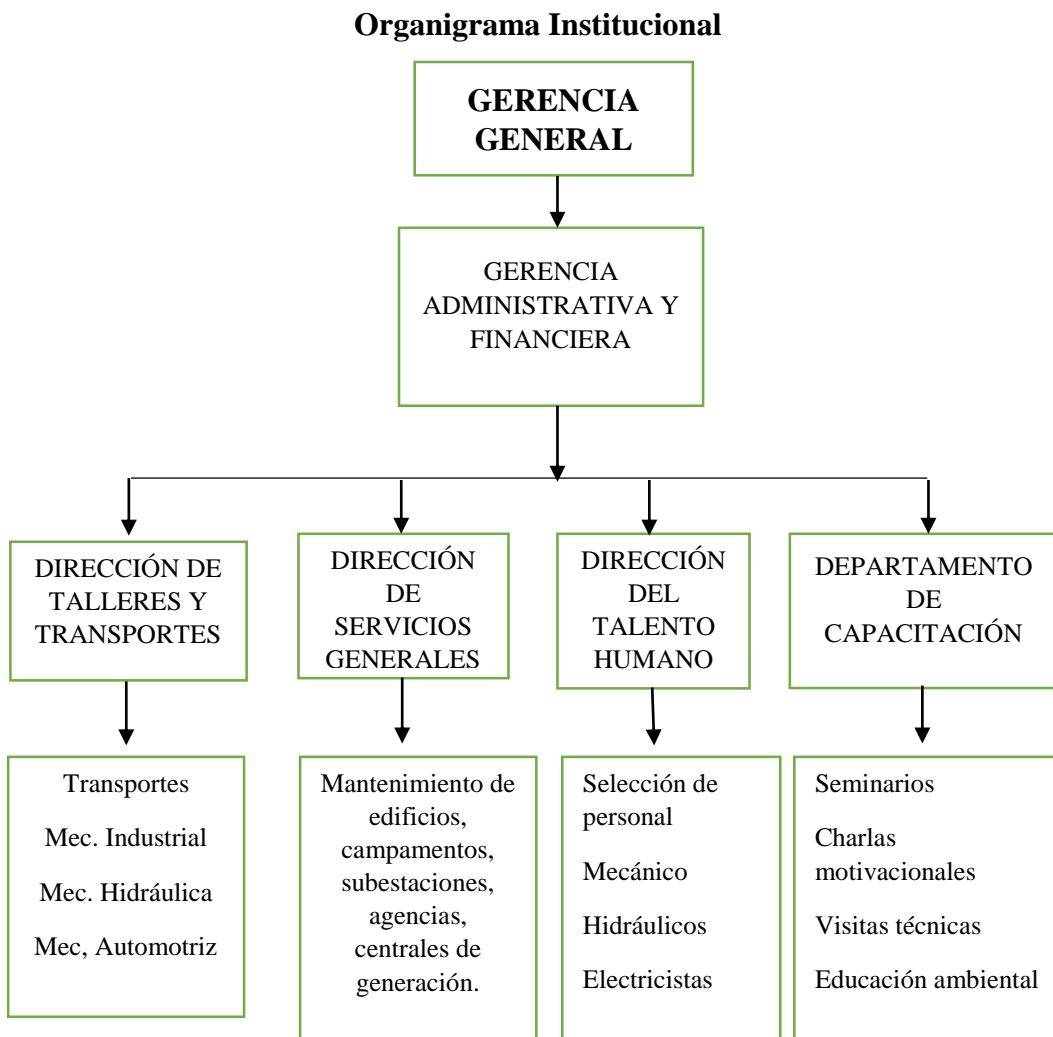 Organigrama Institucional
GERENCIA
GENERAL
GERENCIA
ADMINISTRATIVA Y
FINANCIERA
DIRECCIÓN DE
TALLERES Y
TRANSPORTES
DIRECCIÓN
DE
SERVICIOS
GENERALES
DIRECCIÓN
DEL
TALENTO
HUMANO
DEPARTAMENTO
DE
CAPACITACIÓN
Transportes
Mec. Industrial
Mec. Hidráulica
Mec, Automotriz
Mantenimiento de
edificios,
campamentos,
subestaciones,
agencias,
centrales de
generación.
Selección de
personal
Mecánico
Hidráulicos
Electricistas
Seminarios
Charlas
motivacionales
Visitas técnicas
Educación ambiental